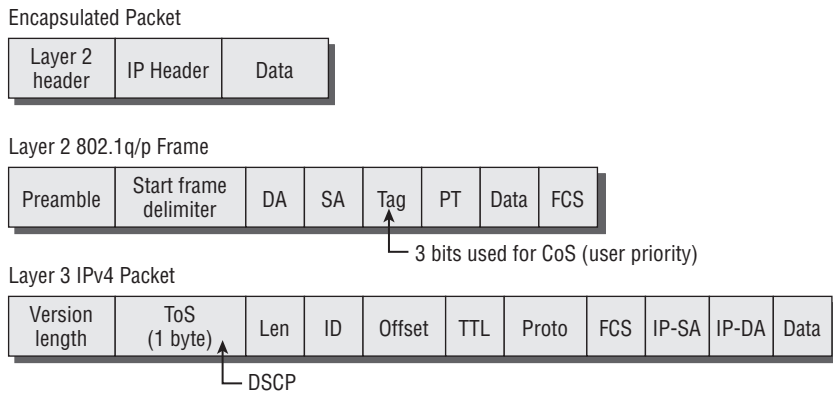 Encapsulated Packet
Layer 2
header
IP Header
Data
Layer 2 802.1q/p Frame
Preamble
Start frame
delimiter
DA
SA
Tag
PT
Data
FCS
3 bits used for CoS (user priority)
Layer 3 IPv4 Packet
Version
length
ToS
(1 byte)
Len
ID
Offset
TTL
Proto
FCS
IP-SA
IP-DA
Data
DSCP